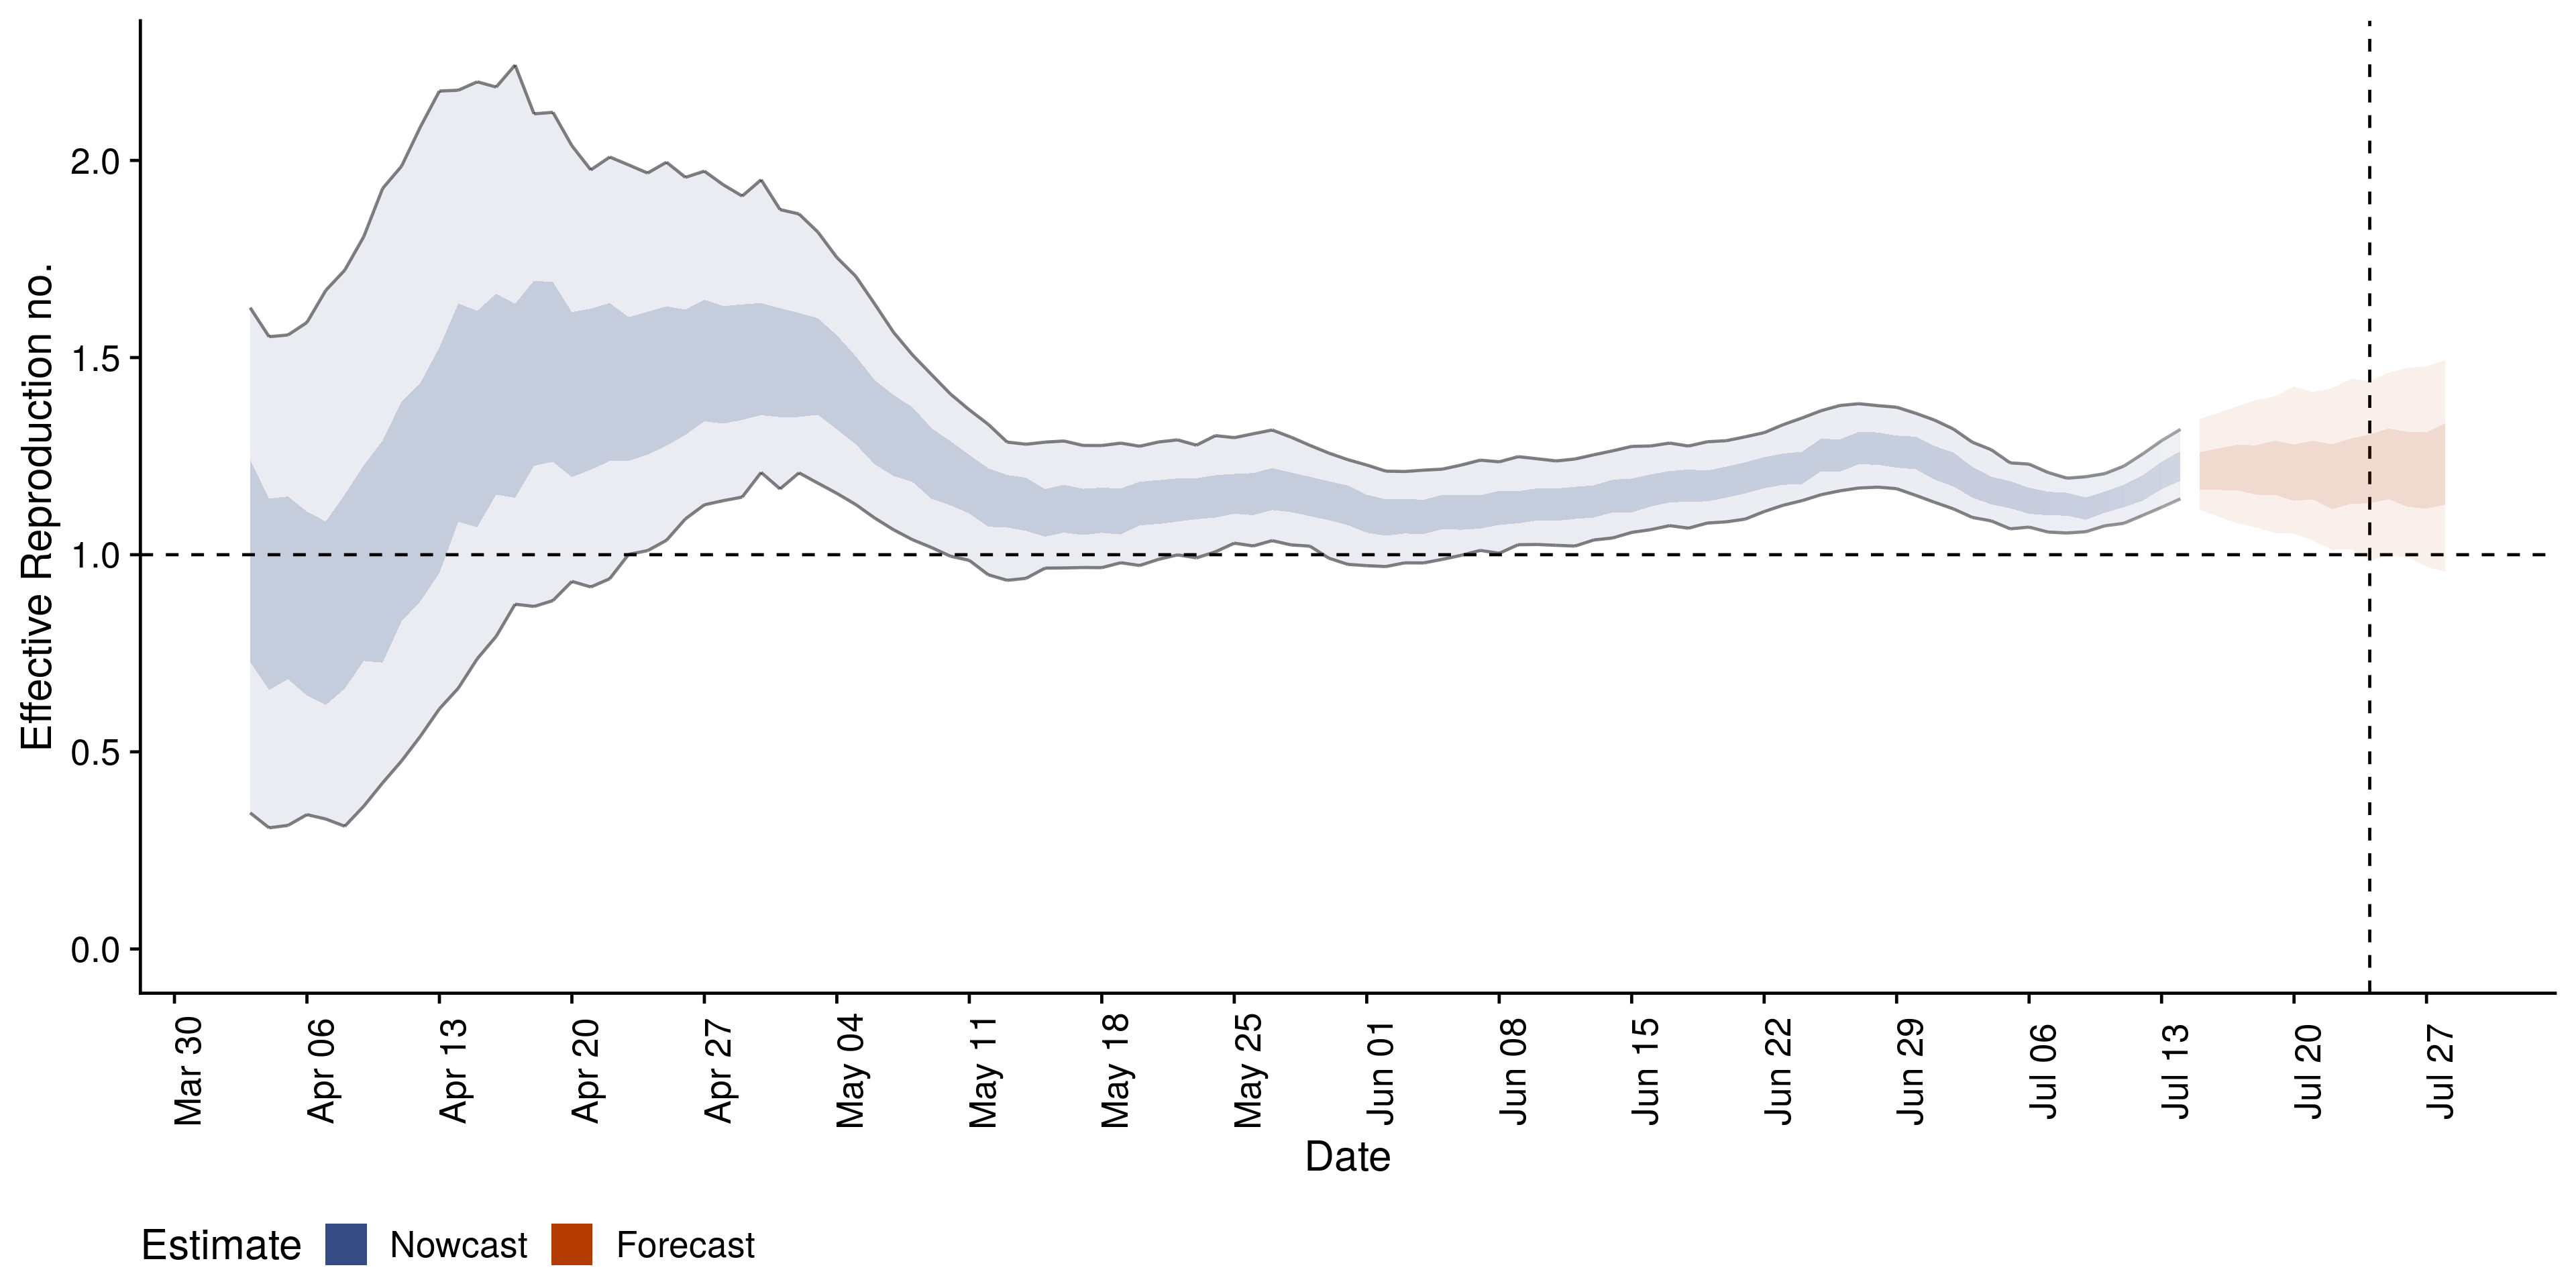 Effective Reproduction no.
2.0
1.5
1.0
0.5
0.0
Mar 30
Apr 06
Apr 13
Apr 20
Apr 27
May 04
May 11
May 18
May 25
Jun 01
Jun 08
Jun 15
Jun 22
Jun 29
Jul 06
Jul 13
Jul 20
Jul 27
Date
Estimate Nowcast Forecast